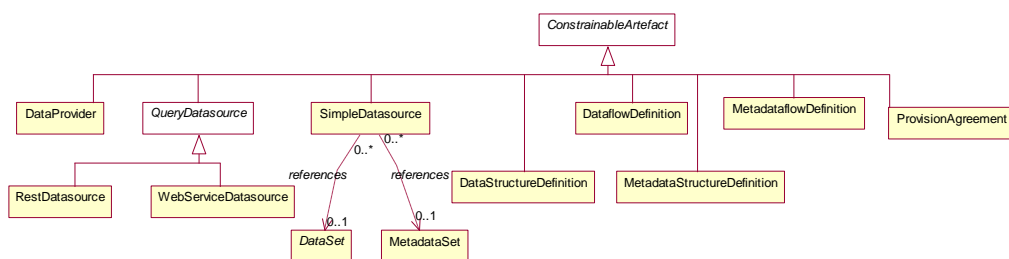 ConstrainableArtefact
DataProvider
QueryDatasource
SimpleDatasource
DataflowDefinition
MetadataflowDefinition
ProvisionAgreement
0..*
0..*
references
references
RestDatasource
WebServiceDatasource
DataStructureDefinition
MetadataStructureDefinition
0..1
0..1
DataSet
MetadataSet